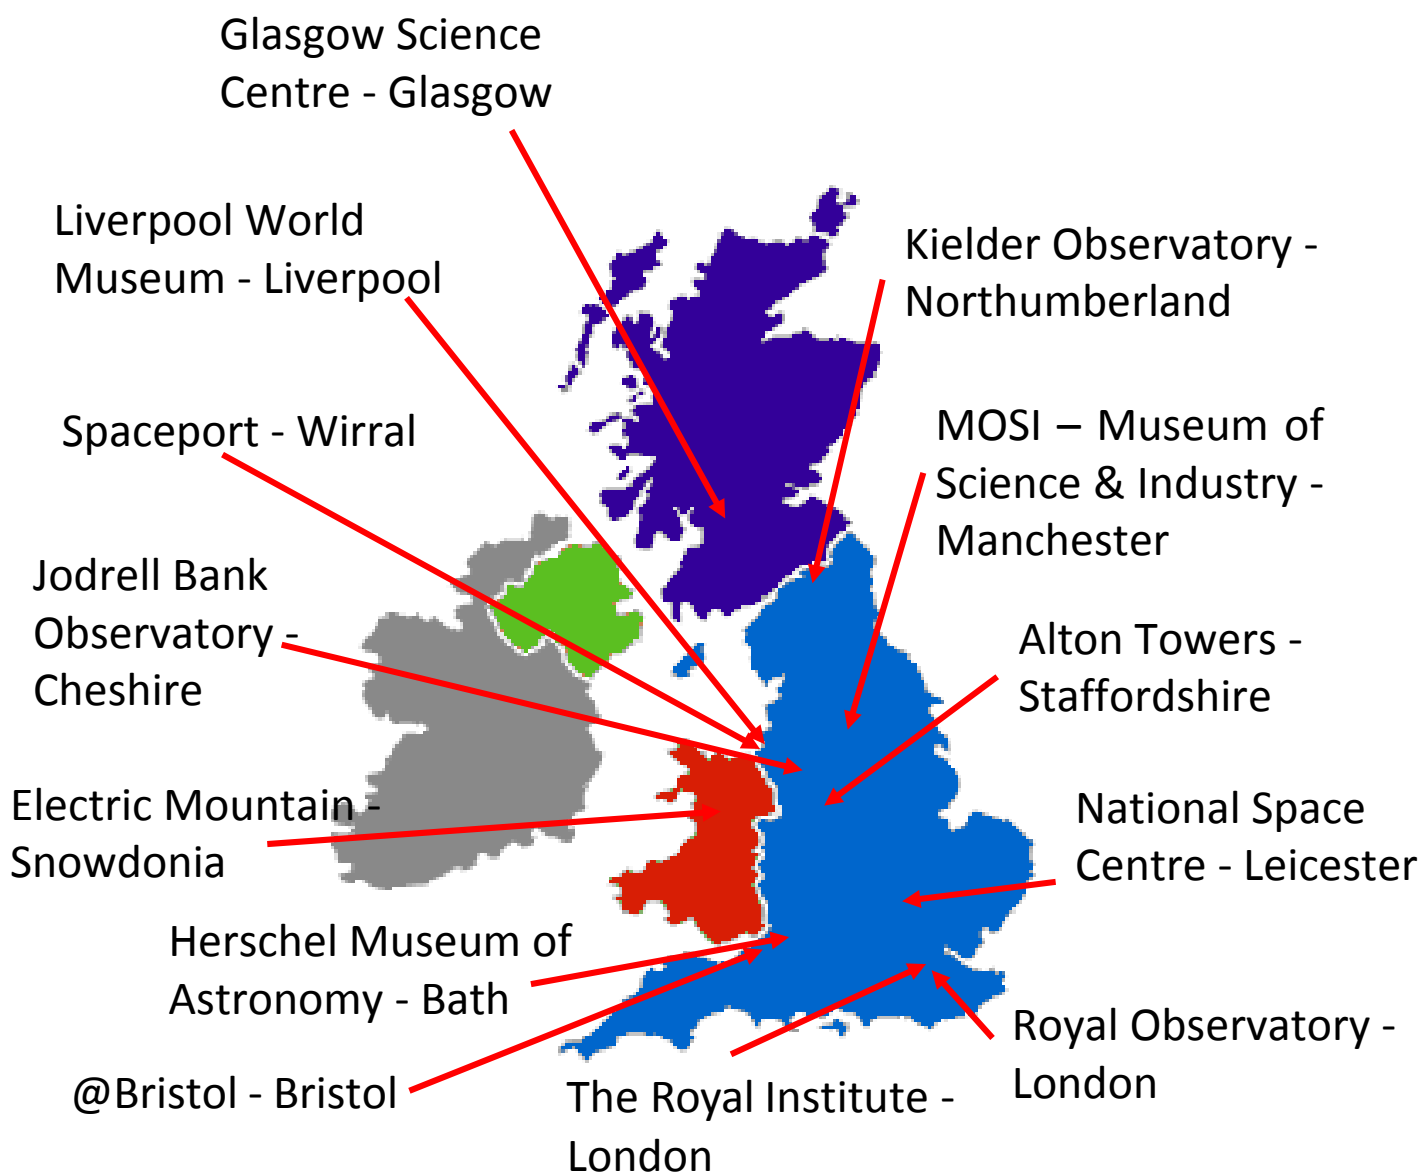 Glasgow Science
Centre - Glasgow
Liverpool World
Museum - Liverpool
Kielder Observatory -
Northumberland
Spaceport - Wirral
MOSI – Museum of
Science & Industry -
Manchester
Jodrell Bank
Observatory -
Cheshire
Alton Towers -
Staffordshire
Electric Mountain -
Snowdonia
National Space
Centre - Leicester
Herschel Museum of
Astronomy - Bath
Royal Observatory -
London
@Bristol - Bristol
The Royal Institute -
London